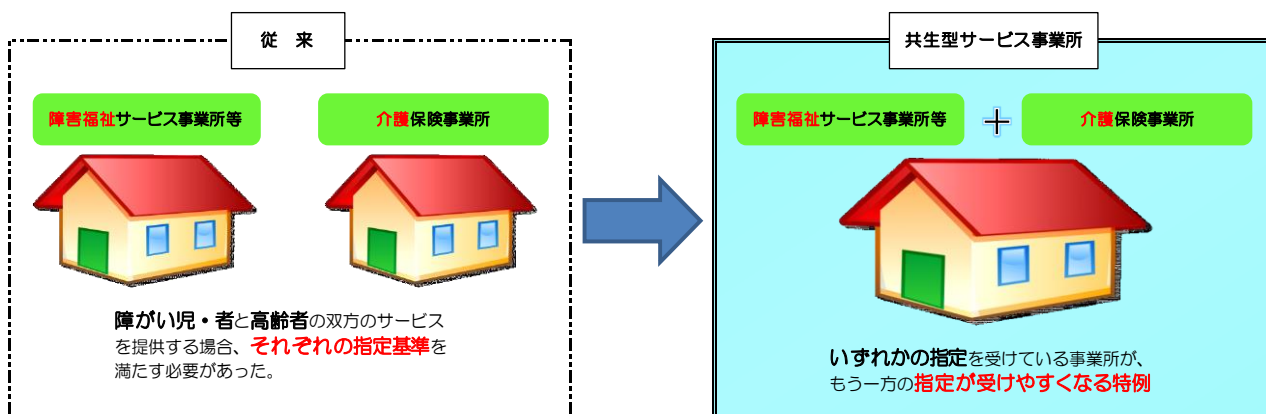 従 来
障害福祉サービス事業所等
介護保険事業所
障がい児・者と高齢者の双方のサービス
を提供する場合、それぞれの指定基準を
満たす必要があった。
共生型サービス事業所
障害福祉サービス事業所等
＋
介護保険事業所
いずれかの指定を受けている事業所が、
もう一方の指定が受けやすくなる特例